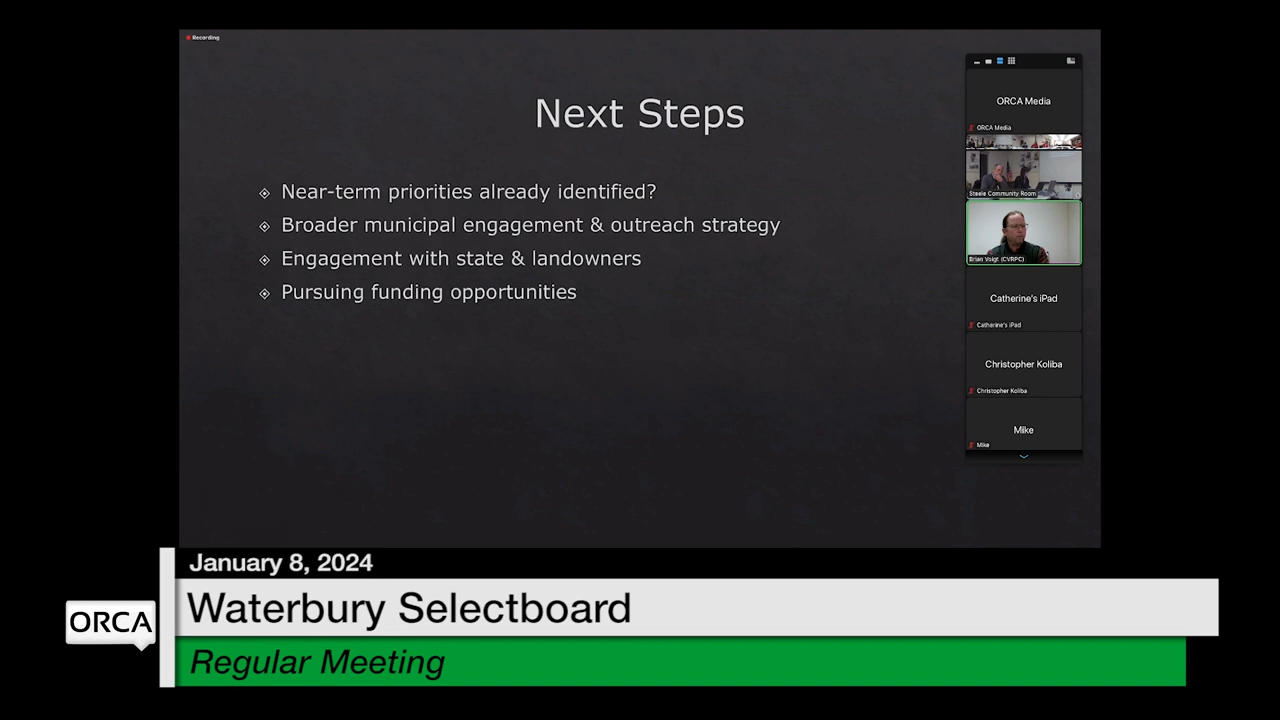 Recording
Next Steps
Near-term priorities already identified?
Broader municipal engagement & outreach strategy
Engagement with state & landowners
Pursuing funding opportunities
ORCA Media
ORCA Media
Steele Community Room
Brian Voigt (CVRPC)
Catherine's iPad
Catherine's iPad
Christopher Koliba
Christopher Koliba
Mike
Mike
January 8, 2024
ORCA
Waterbury Selectboard
Regular Meeting